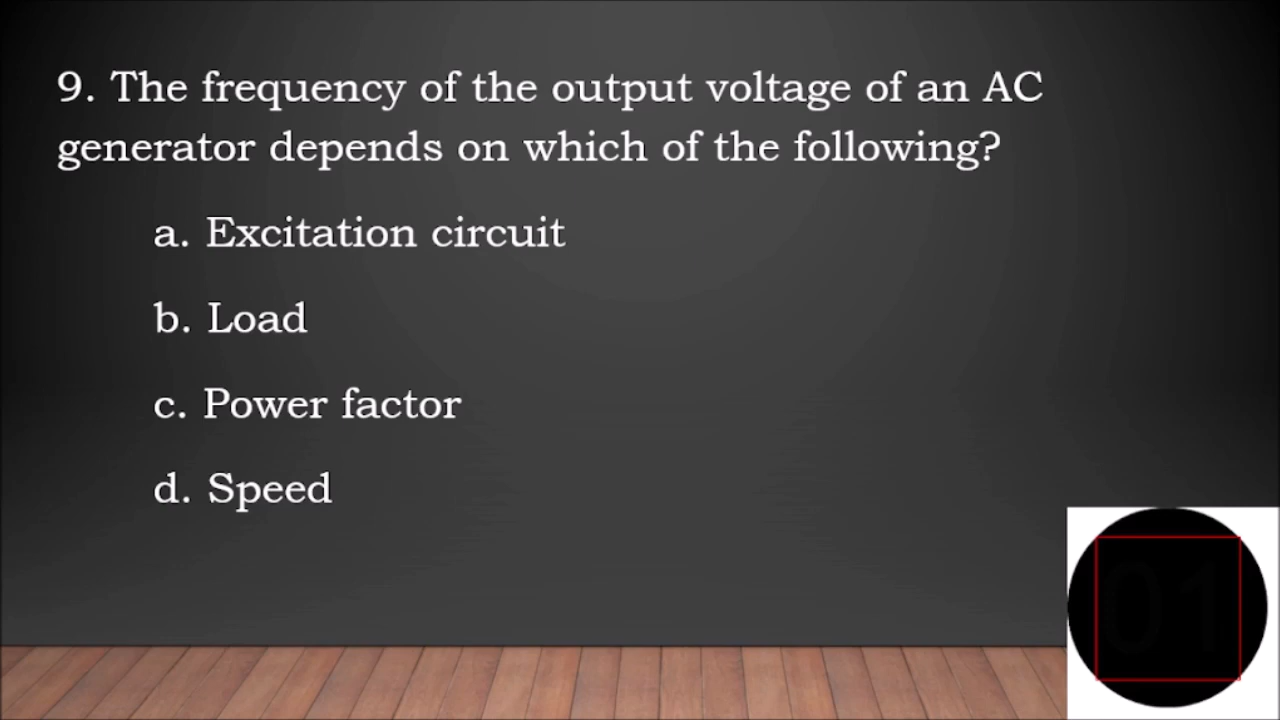 9. The frequency of the output voltage of an AC
generator depends on which of the following?
a. Excitation circuit
b. Load
c. Power factor
d. Speed
01